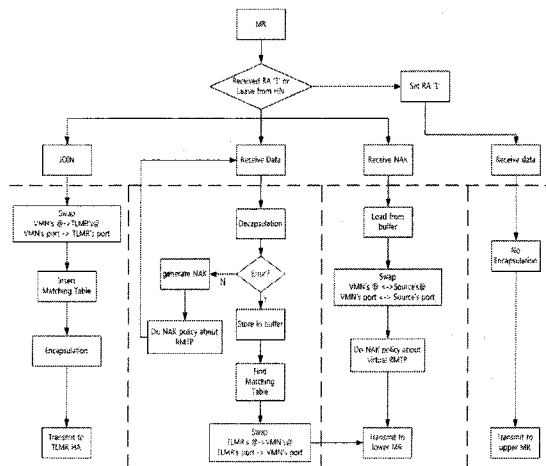 MR
Received RA '1' or
Leave from HN
Set RA '1'
JOIN
Receive Data
Receive NAK
Receive data
Swap
VMN's @->TLMR's@
VMN's port -> TLMR's port
Insert
Matching Table
Encapsulation
Transmit to
TLMR HA
Decapsulation
Error?
N
Y
generate NAK
Do NAK policy about
RMTP
Store in buffer
Find
Matching
Table
Swap
TLMR's @->VMN's@
TLMR's port -> VMN's port
Load from
buffer
Swap
VMN's @ <->Source's@
VMN's port <-> Source's port
Do NAK policy about
virtual RMTP
Transmit to
lower MR
No
Encapsulation
Transmit to
upper MR